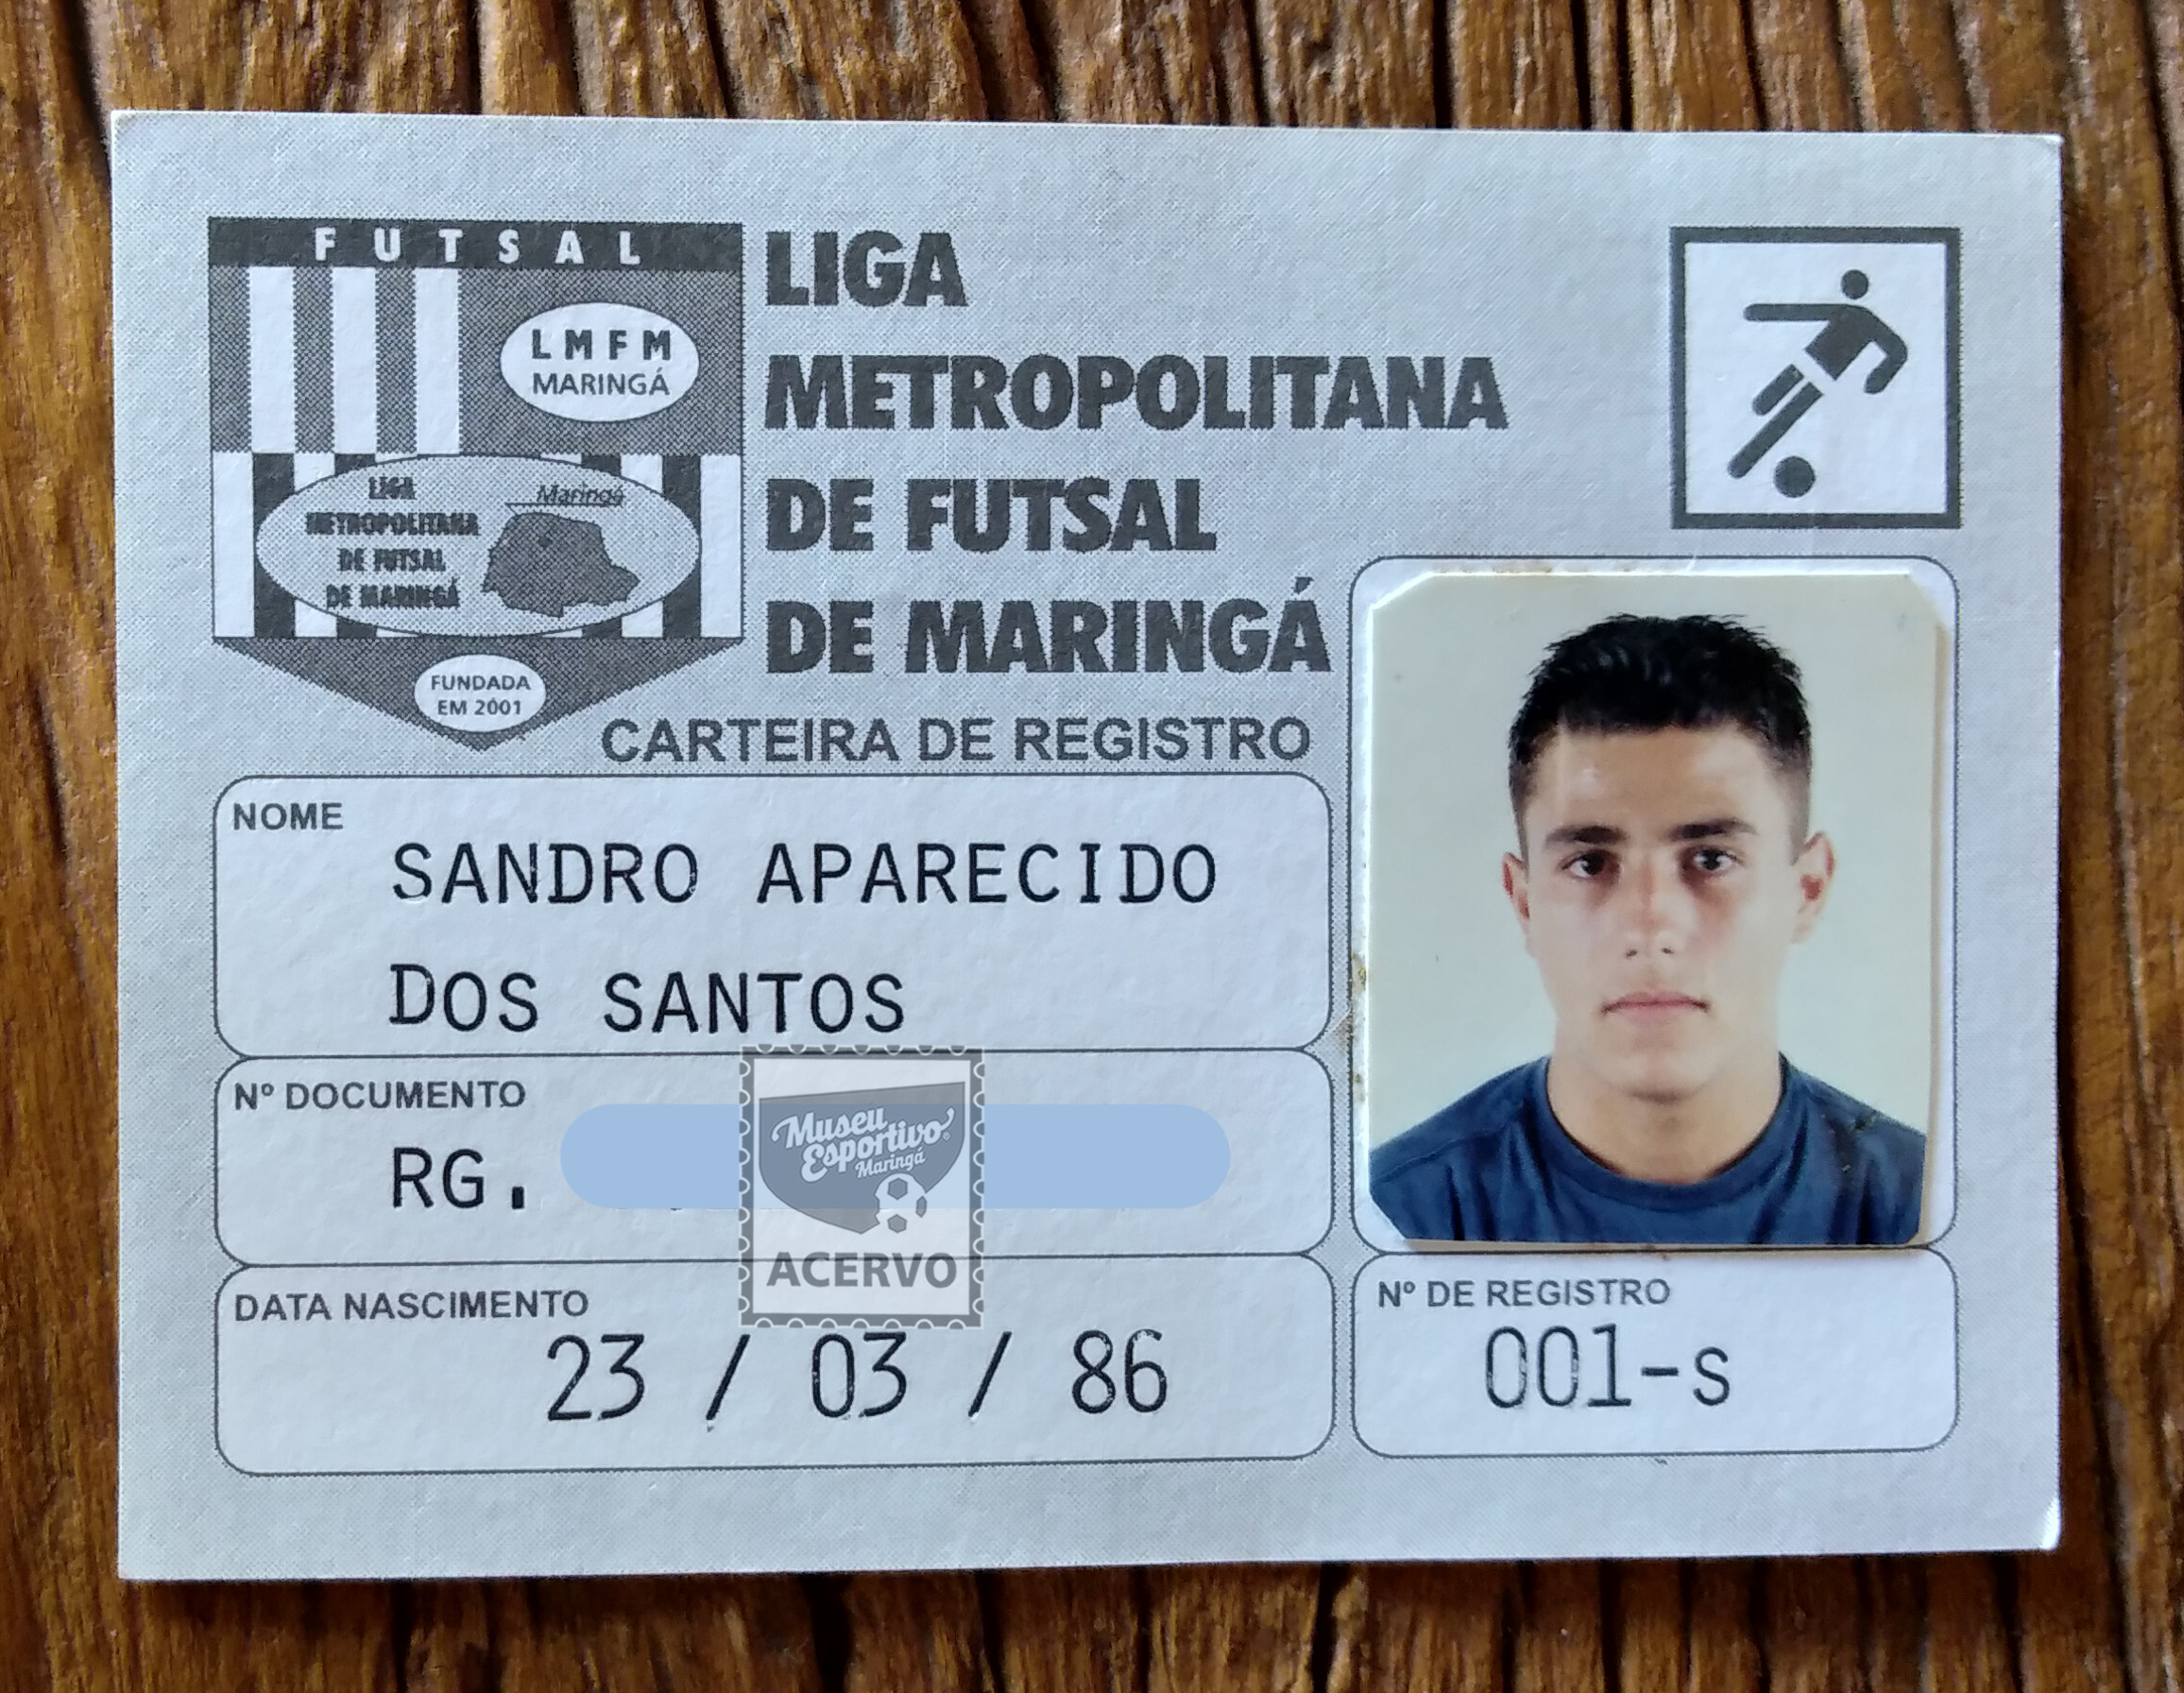 FUTSAL
LMFM
MARINGÁ
LIGA
METROPOLITANA
DE FUTSAL
DE MARINGÁ
Maringá
FUNDADA
EM 2001
LIGA
METROPOLITANA
DE FUTSAL
DE MARINGÁ
CARTEIRA DE REGISTRO
NOME
SANDRO APARECIDO
DOS SANTOS
Nº DOCUMENTO
RG.
Museu
Esportivo
Maringá
ACERVO
DATA NASCIMENTO
23 / 03 / 86
Nº DE REGISTRO
001-s